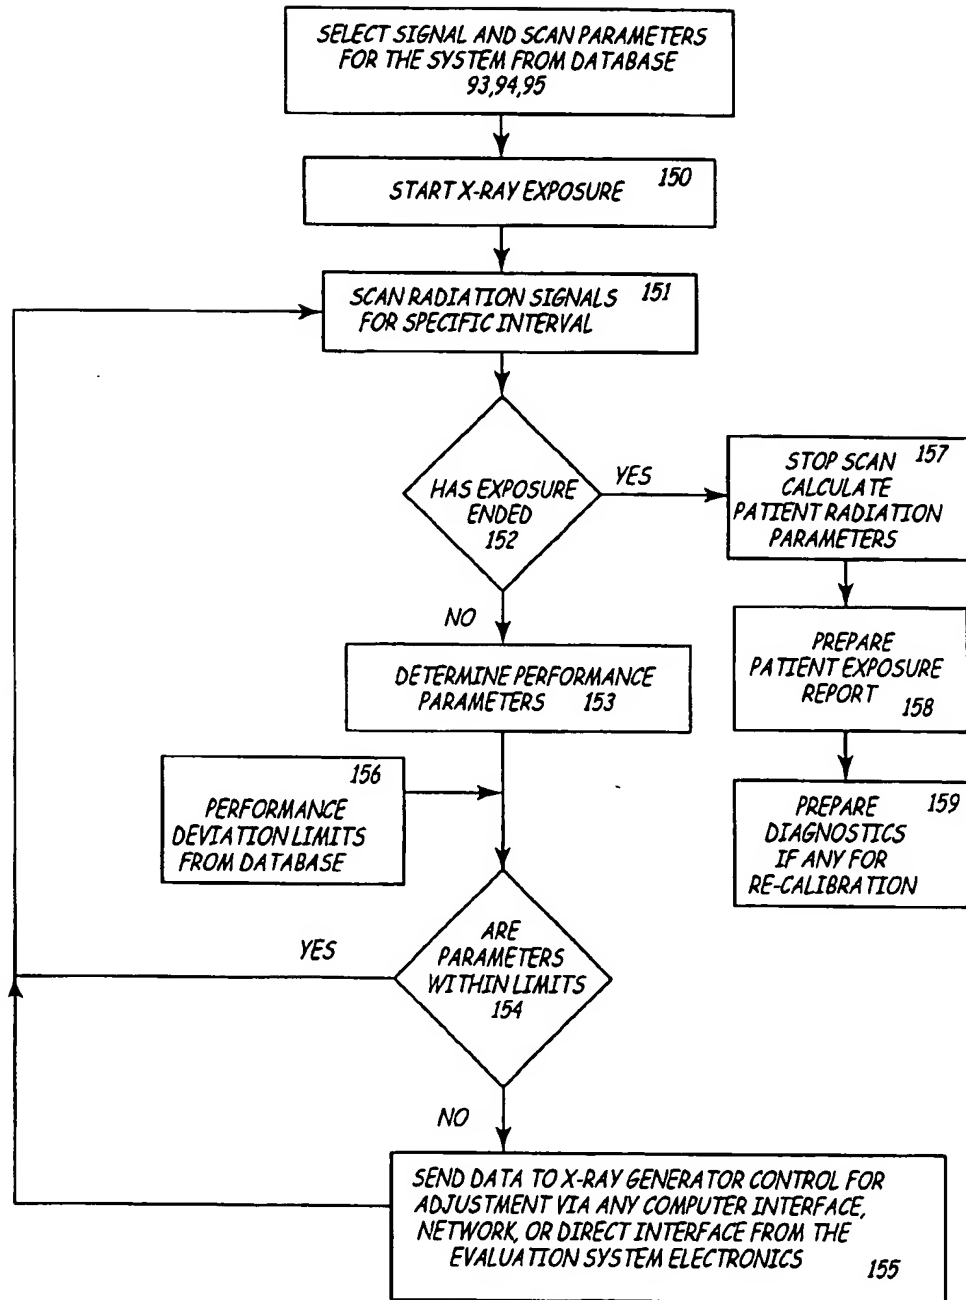 SELECT SIGNAL AND SCAN PARAMETERS
FOR THE SYSTEM FROM DATABASE
93,94,95
START X-RAY EXPOSURE 150
SCAN RADIATION SIGNALS 151
FOR SPECIFIC INTERVAL
HAS EXPOSURE
ENDED
152
YES
STOP SCAN 157
CALCULATE
PATIENT RADIATION
PARAMETERS
NO
PREPARE
PATIENT EXPOSURE
REPORT
158
DETERMINE PERFORMANCE
PARAMETERS 153
156
PERFORMANCE
DEVIATION LIMITS
FROM DATABASE
PREPARE 159
DIAGNOSTICS
IF ANY FOR
RE-CALIBRATION
ARE
PARAMETERS
WITHIN LIMITS
154
YES
NO
SEND DATA TO X-RAY GENERATOR CONTROL FOR
ADJUSTMENT VIA ANY COMPUTER INTERFACE,
NETWORK, OR DIRECT INTERFACE FROM THE
EVALUATION SYSTEM ELECTRONICS
155